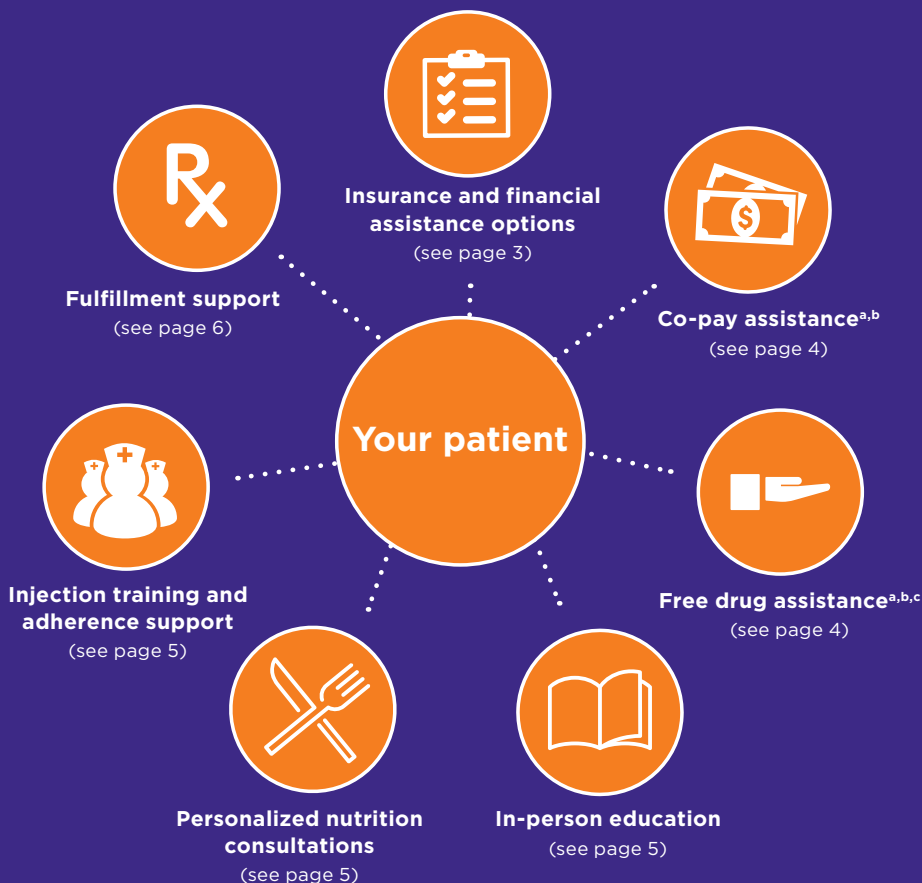 Rx
Insurance and financial
assistance options
(see page 3)
$
Fulfillment support
(see page 6)
Co-pay assistancea,b
(see page 4)
Your patient
Injection training and
adherence support
(see page 5)
Free drug assistancea,b,c
(see page 4)
Personalized nutrition
consultations
(see page 5)
In-person education
(see page 5)